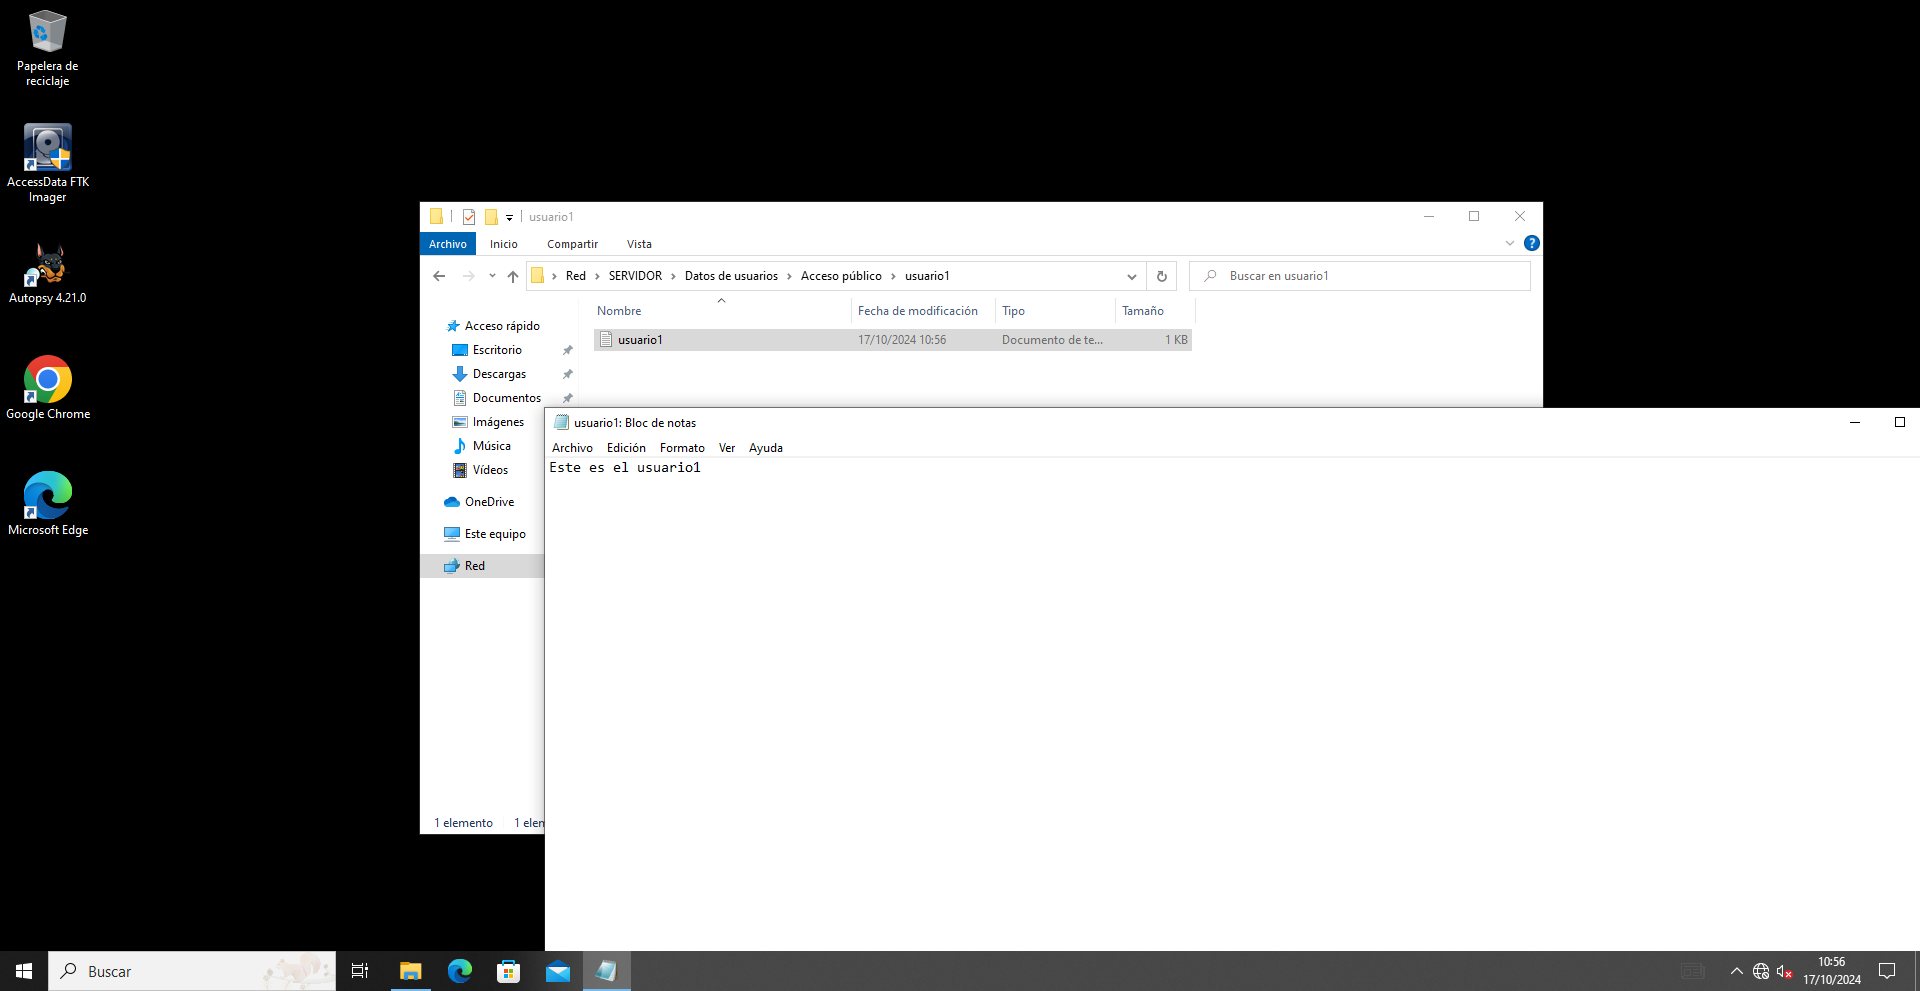 Papelera de
reciclaje
AccessData FTK
Imager
Autopsy 4.21.0
Google Chrome
Microsoft Edge
usuario1
Archivo Inicio Compartir Vista
Red SERVIDOR Datos de usuarios Acceso público usuario1
Buscar en usuario1
Nombre Fecha de modificación Tipo Tamaño
usuario1 17/10/2024 10:56 Documento de te... 1 KB
Acceso rápido
Escritorio
Descargas
Documentos
Imágenes
Música
Vídeos
OneDrive
Este equipo
Red
1 elemento 1 elen
usuario1: Bloc de notas
Archivo Edición Formato Ver Ayuda
Este es el usuario1
Buscar
10:56
17/10/2024